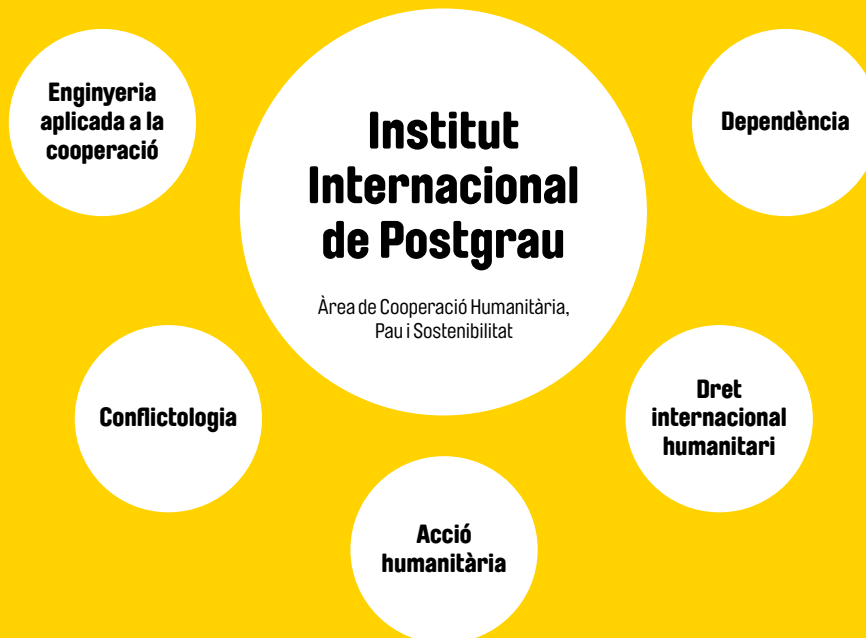 Enginyeria
aplicada a la
cooperació
Institut
Internacional
de Postgrau
Àrea de Cooperació Humanitària,
Pau i Sostenibilitat
Dependència
Conflictologia
Dret
internacional
humanitari
Acció
humanitària